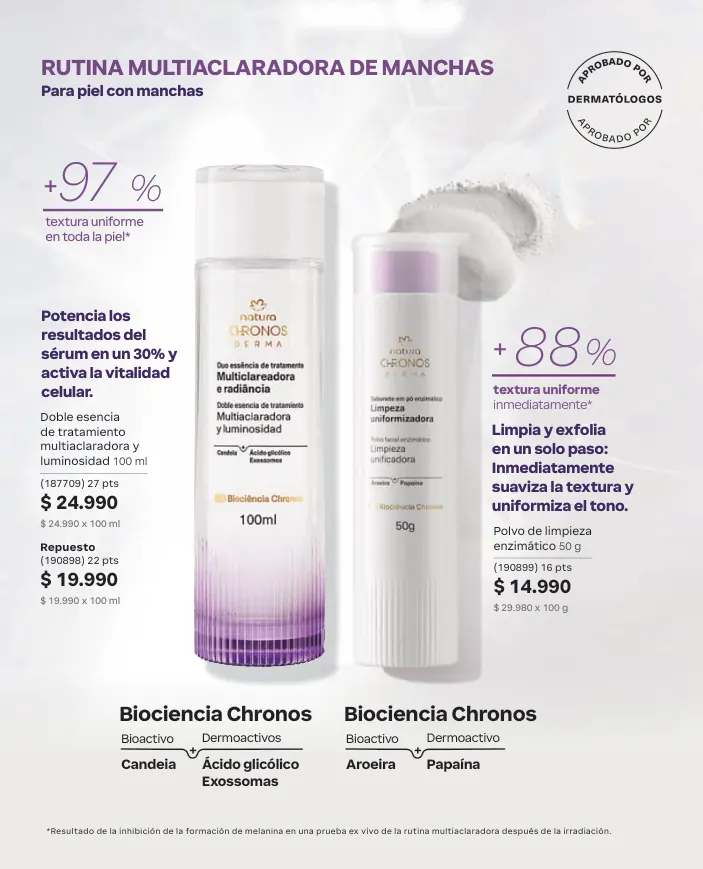 RUTINA MULTIACLARADORA DE MANCHAS
Para piel con manchas
APROBADO POR
DERMATÓLOGOS
APROBADO POR
+97 %
textura uniforme
en toda la piel*
Potencia los
resultados del
sérum en un 30% y
activa la vitalidad
celular.
Doble esencia
de tratamiento
multiaclaradora y
luminosidad 100 ml
(187709) 27 pts
$ 24.990
$ 24.990 x 100 ml
Repuesto
(190898) 22 pts
$ 19.990
$ 19.990 x 100 ml
natura
CHRONOS
DERMA
Duo essência de tratamento
Multiclareadora
e radiância
Doble esencia de tratamiento
Multiaclaradora
y luminosidad
Candeia Ácido glicólico
Exossomas
Biociência Chronos
100ml
natura
CHRONOS
DERMA
Sabonete em pó enzimático
Limpeza
uniformizadora
Polvo facial enzimático
Limpieza
unificadora
Aroeira Papaína
Biociência Chronos
50g
+88%
textura uniforme
inmediatamente*
Limpia y exfolia
en un solo paso:
Inmediatamente
suaviza la textura y
uniformiza el tono.
Polvo de limpieza
enzimático 50 g
(190899) 16 pts
$ 14.990
$ 29.980 x 100 g
Biociencia Chronos
Bioactivo + Dermoactivos
Candeia Ácido glicólico
Exossomas
Biociencia Chronos
Bioactivo + Dermoactivo
Aroeira Papaína
*Resultado de la inhibición de la formación de melanina en una prueba ex vivo de la rutina multiaclaradora después de la irradiación.